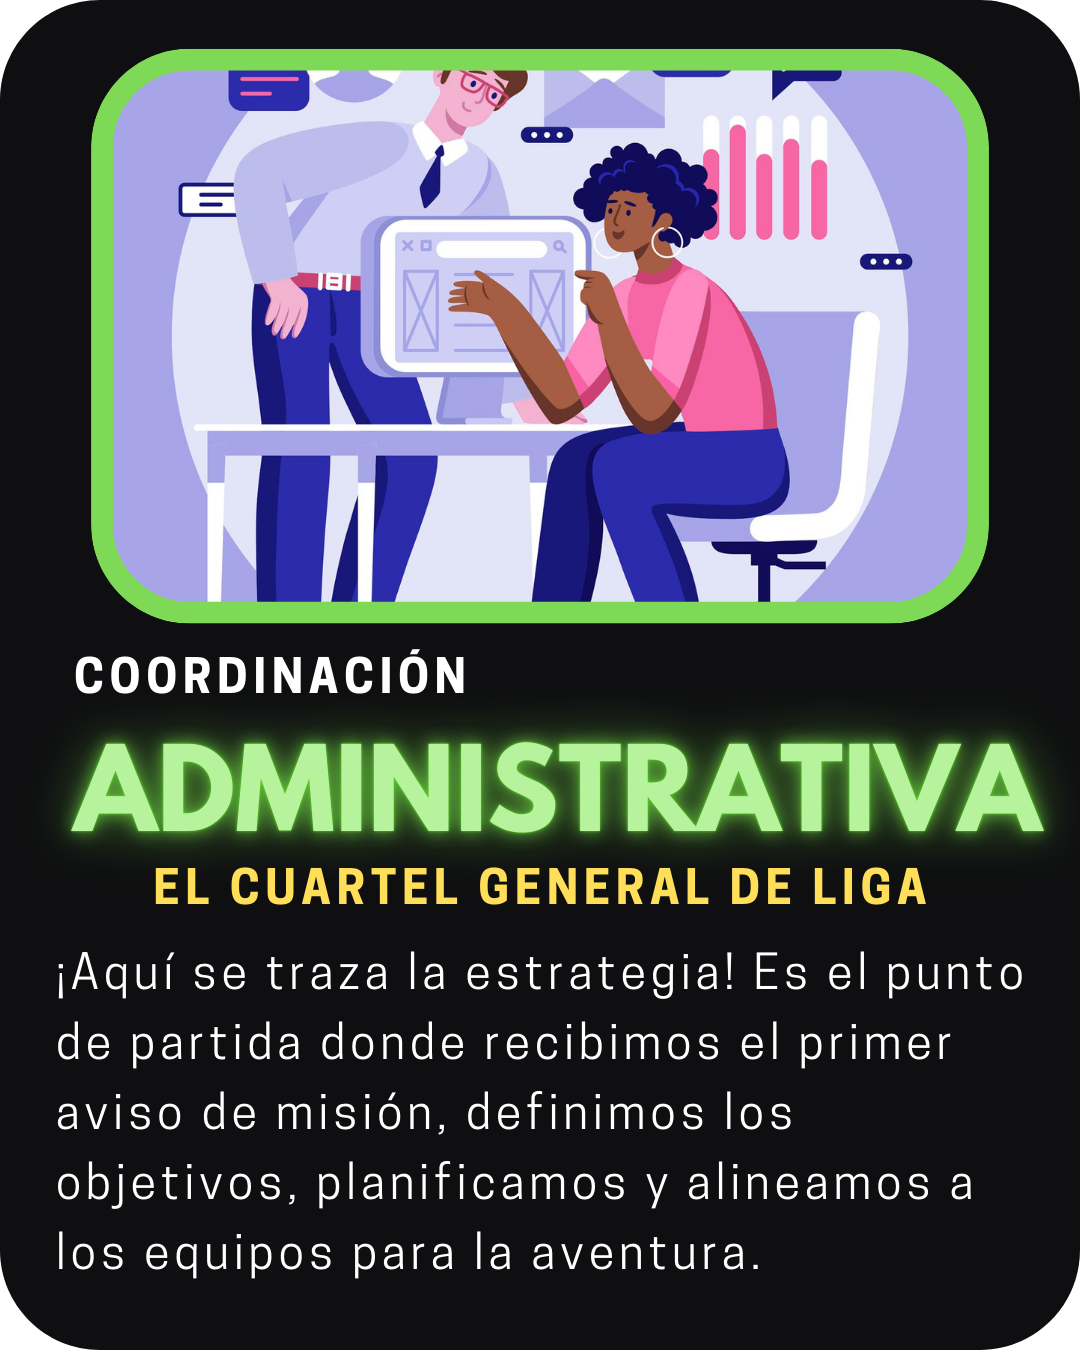 COORDINACIÓN
ADMINISTRATIVA
EL CUARTEL GENERAL DE LIGA
¡Aquí se traza la estrategia! Es el punto
de partida donde recibimos el primer
aviso de misión, definimos los
objetivos, planificamos y alineamos a
los equipos para la aventura.